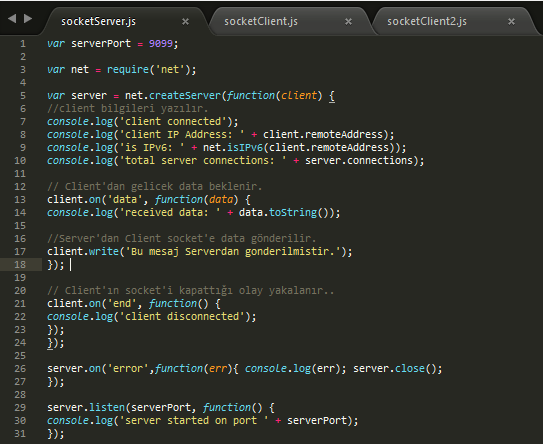 socketServer.js × socketClient.js × socketClient2.js ×
1 var serverPort = 9099;
2
3 var net = require('net');
4
5 var server = net.createServer(function(client) {
6 //client bilgileri yazılır.
7 console.log('client connected');
8 console.log('client IP Address: ' + client.remoteAddress);
9 console.log('is IPv6: ' + net.isIPv6(client.remoteAddress));
10 console.log('total server connections: ' + server.connections);
11
12 // Client'dan gelicek data beklenir.
13 client.on('data', function(data) {
14 console.log('received data: ' + data.toString());
15
16 //Server'dan Client socket'e data gönderilir.
17 client.write('Bu mesaj Serverdan gonderilmistir.');
18 });
19
20 // Client'ın socket'i kapattığı olay yakalanır..
21 client.on('end', function() {
22 console.log('client disconnected');
23 });
24 });
25
26 server.on('error',function(err){ console.log(err); server.close();
27 });
28
29 server.listen(serverPort, function() {
30 console.log('server started on port ' + serverPort);
31 });